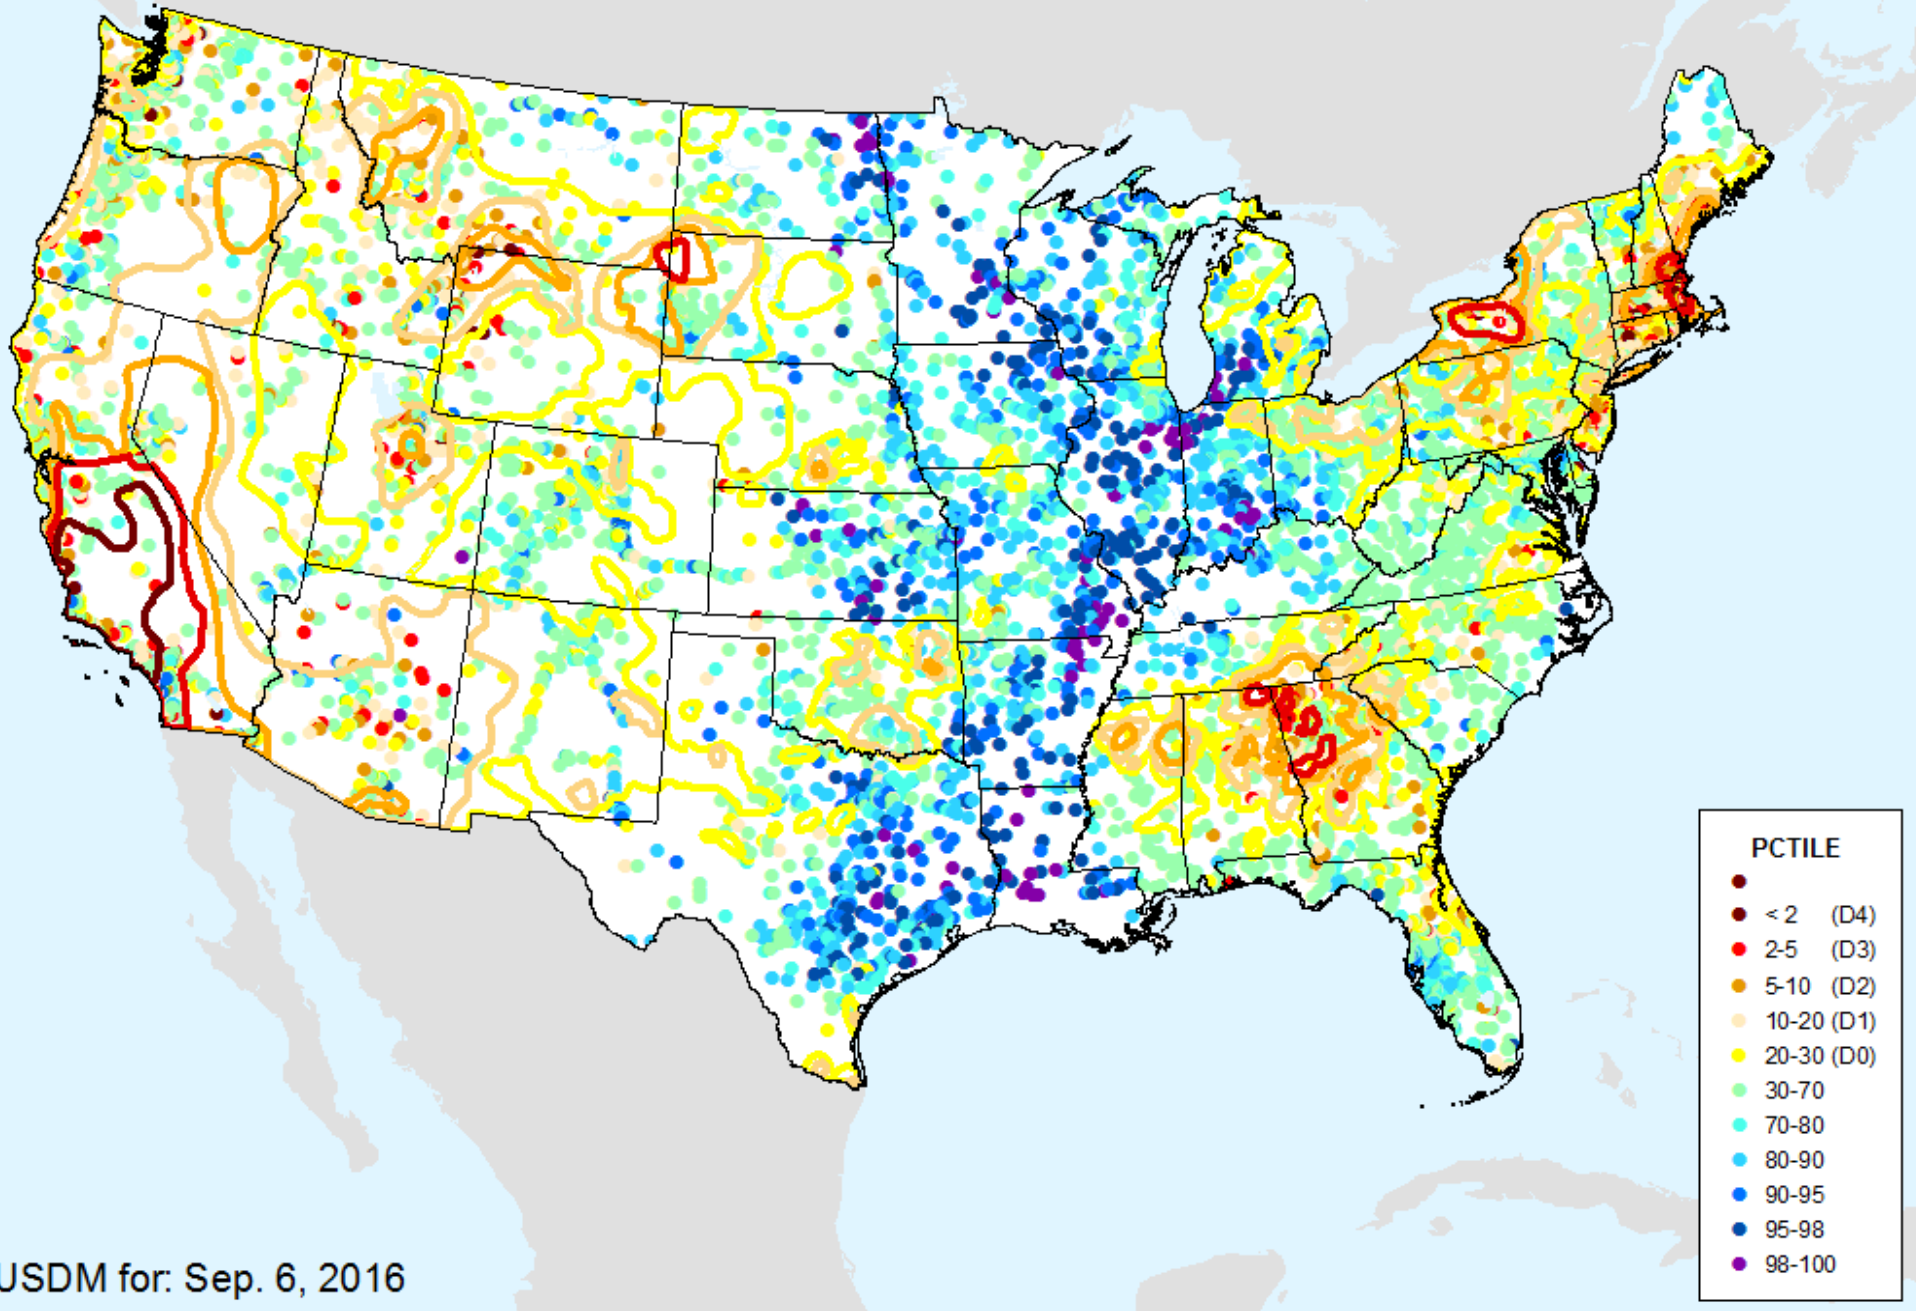 PCTILE
< 2 (D4)
2-5 (D3)
5-10 (D2)
10-20 (D1)
20-30 (D0)
30-70
70-80
80-90
90-95
95-98
98-100
USDM for: Sep. 6, 2016